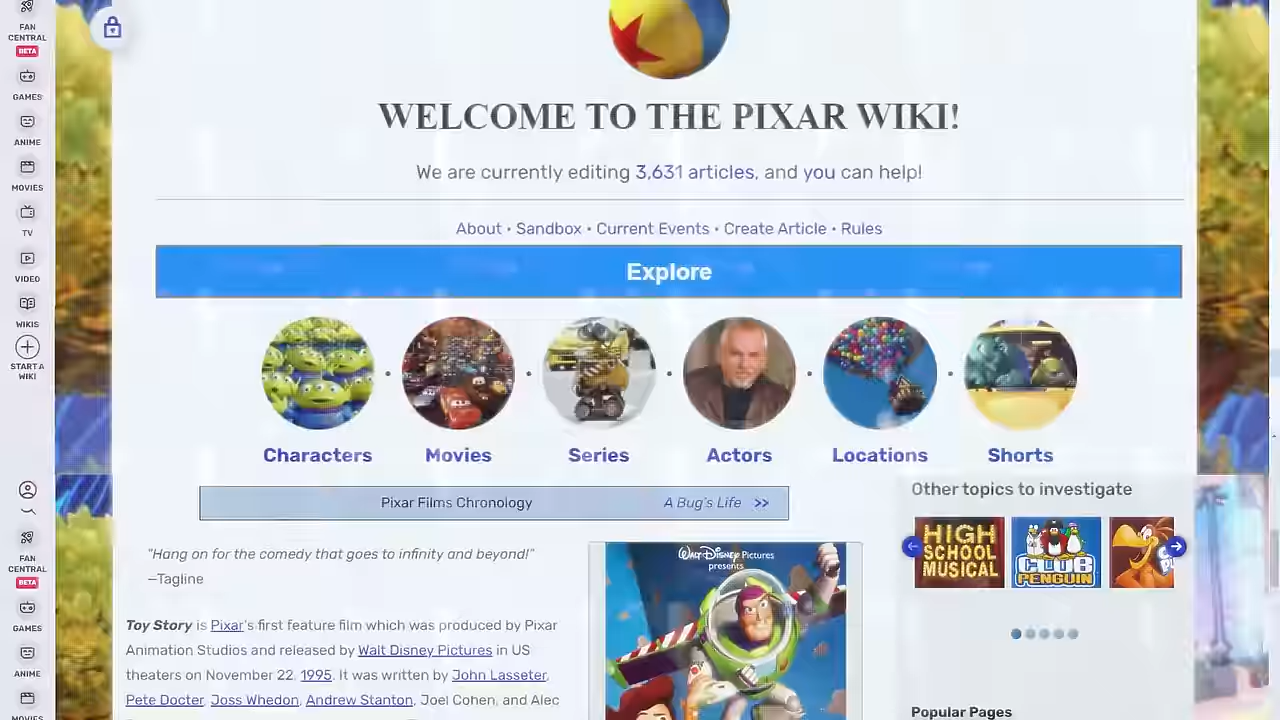 FAN
CENTRAL
BETA
GAMES
ANIME
MOVIES
TV
VIDEO
WIKIS
START A
WIKI
FAN
CENTRAL
BETA
GAMES
ANIME
MOVIES
WELCOME TO THE PIXAR WIKI!
We are currently editing 3,631 articles, and you can help!
About • Sandbox • Current Events • Create Article • Rules
Explore
Characters • Movies • Series • Actors • Locations • Shorts
Pixar Films Chronology A Bug's Life >>
"Hang on for the comedy that goes to infinity and beyond!"
—Tagline
Toy Story is Pixar's first feature film which was produced by Pixar
Animation Studios and released by Walt Disney Pictures in US
theaters on November 22, 1995. It was written by John Lasseter,
Pete Docter, Joss Whedon, Andrew Stanton, Joel Cohen, and Alec
WALT DISNEY PICTURES
presents
Other topics to investigate
HIGH
SCHOOL
MUSICAL
CLUB
PENGUIN
Popular Pages